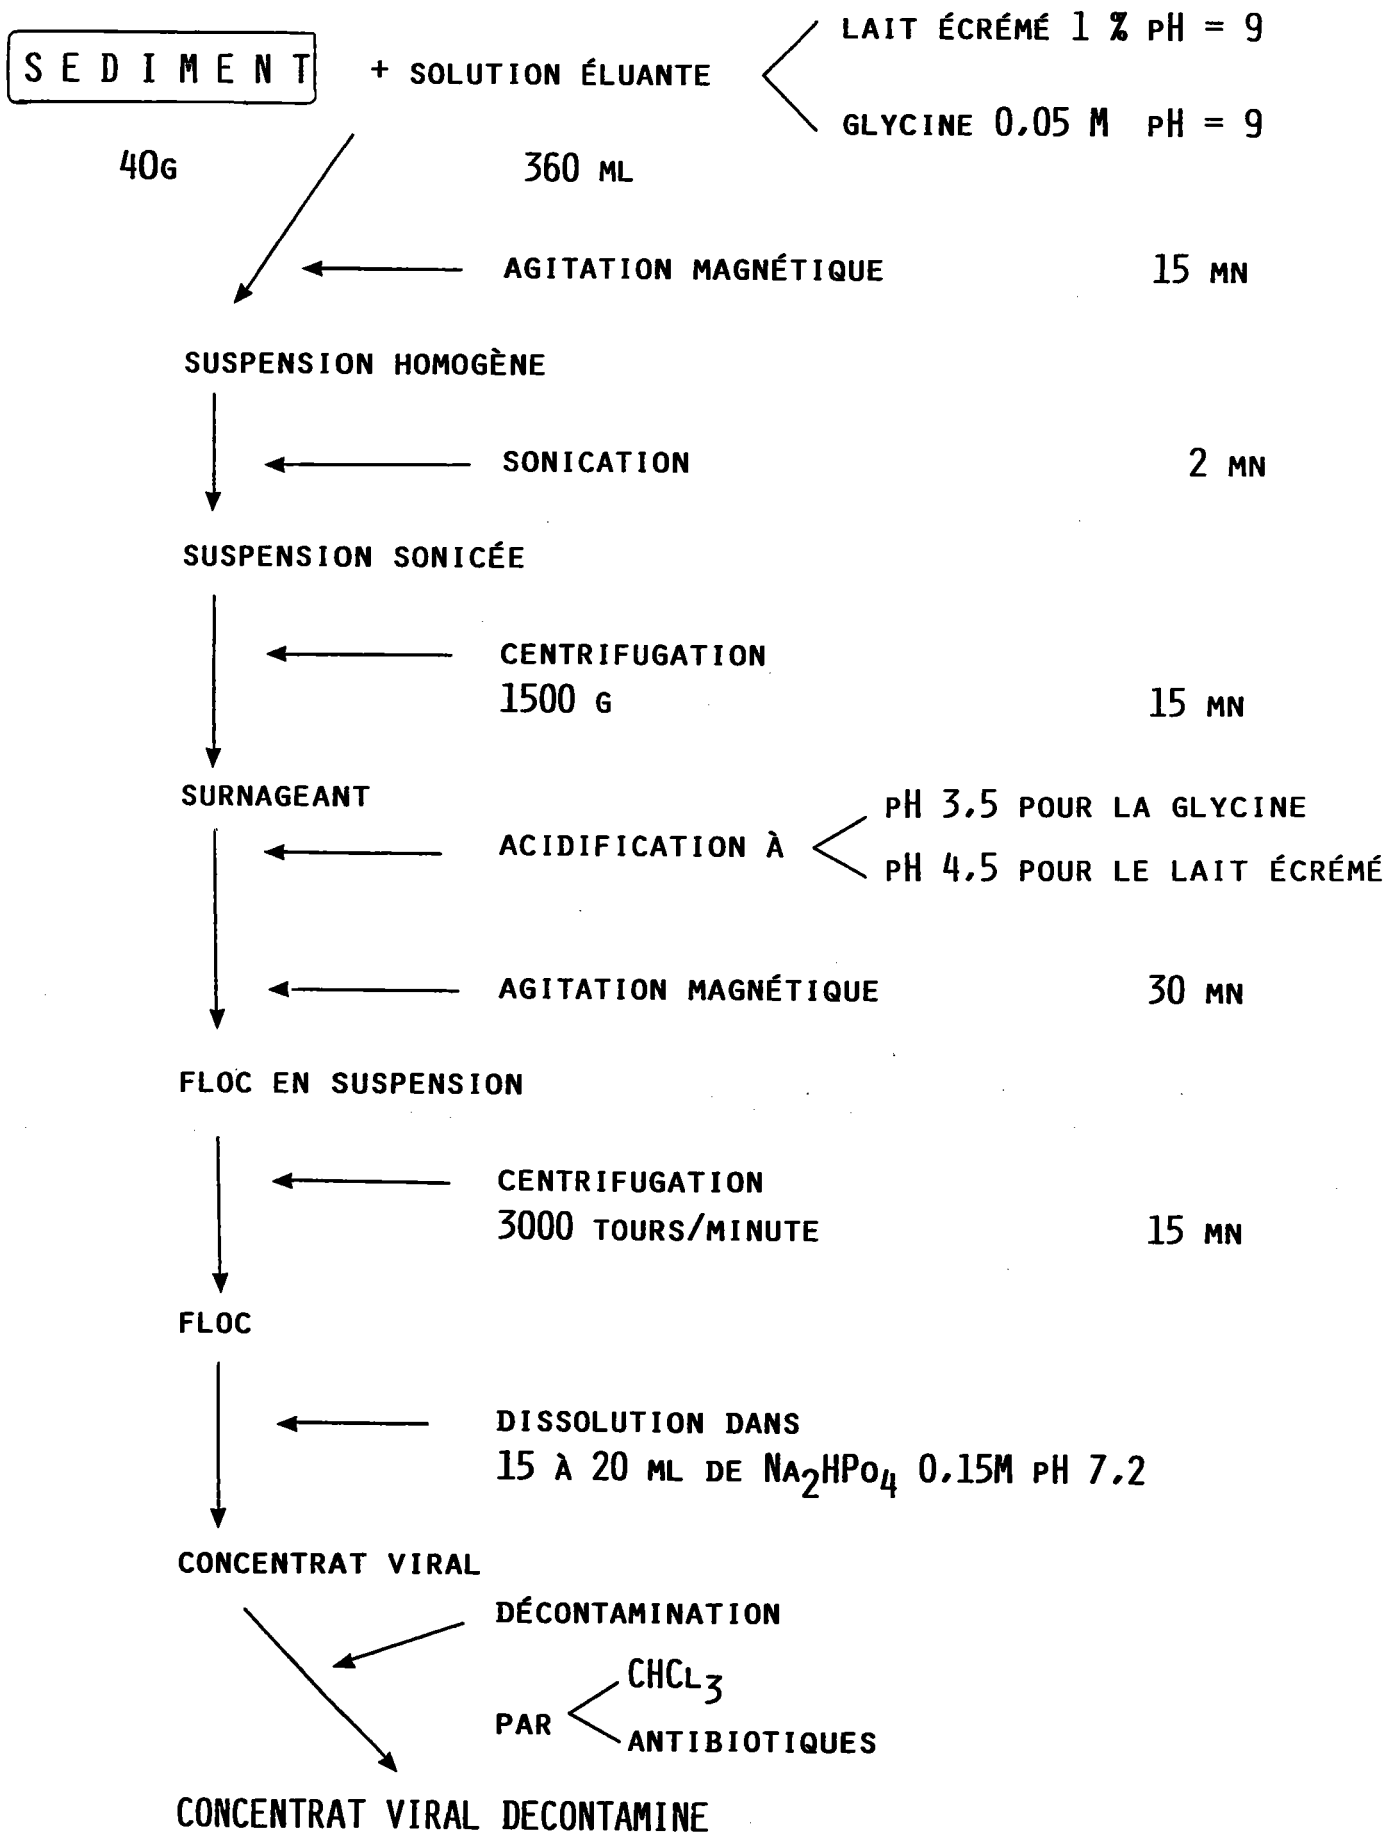 LAIT ÉCRÉMÉ 1 % PH = 9
SEDIMENT + SOLUTION ÉLUANTE
GLYCINE 0,05 M PH = 9
40G 360 ML
AGITATION MAGNÉTIQUE 15 MN
SUSPENSION HOMOGÈNE
SONICATION 2 MN
SUSPENSION SONICÉE
CENTRIFUGATION
1500 G 15 MN
SURNAGEANT
PH 3,5 POUR LA GLYCINE
ACIDIFICATION À
PH 4,5 POUR LE LAIT ÉCRÉMÉ
AGITATION MAGNÉTIQUE 30 MN
FLOC EN SUSPENSION
CENTRIFUGATION
3000 TOURS/MINUTE 15 MN
FLOC
DISSOLUTION DANS
15 À 20 ML DE NA₂HPO₄ 0,15M PH 7,2
CONCENTRAT VIRAL
DÉCONTAMINATION
CHCL₃
PAR
ANTIBIOTIQUES
CONCENTRAT VIRAL DECONTAMINE